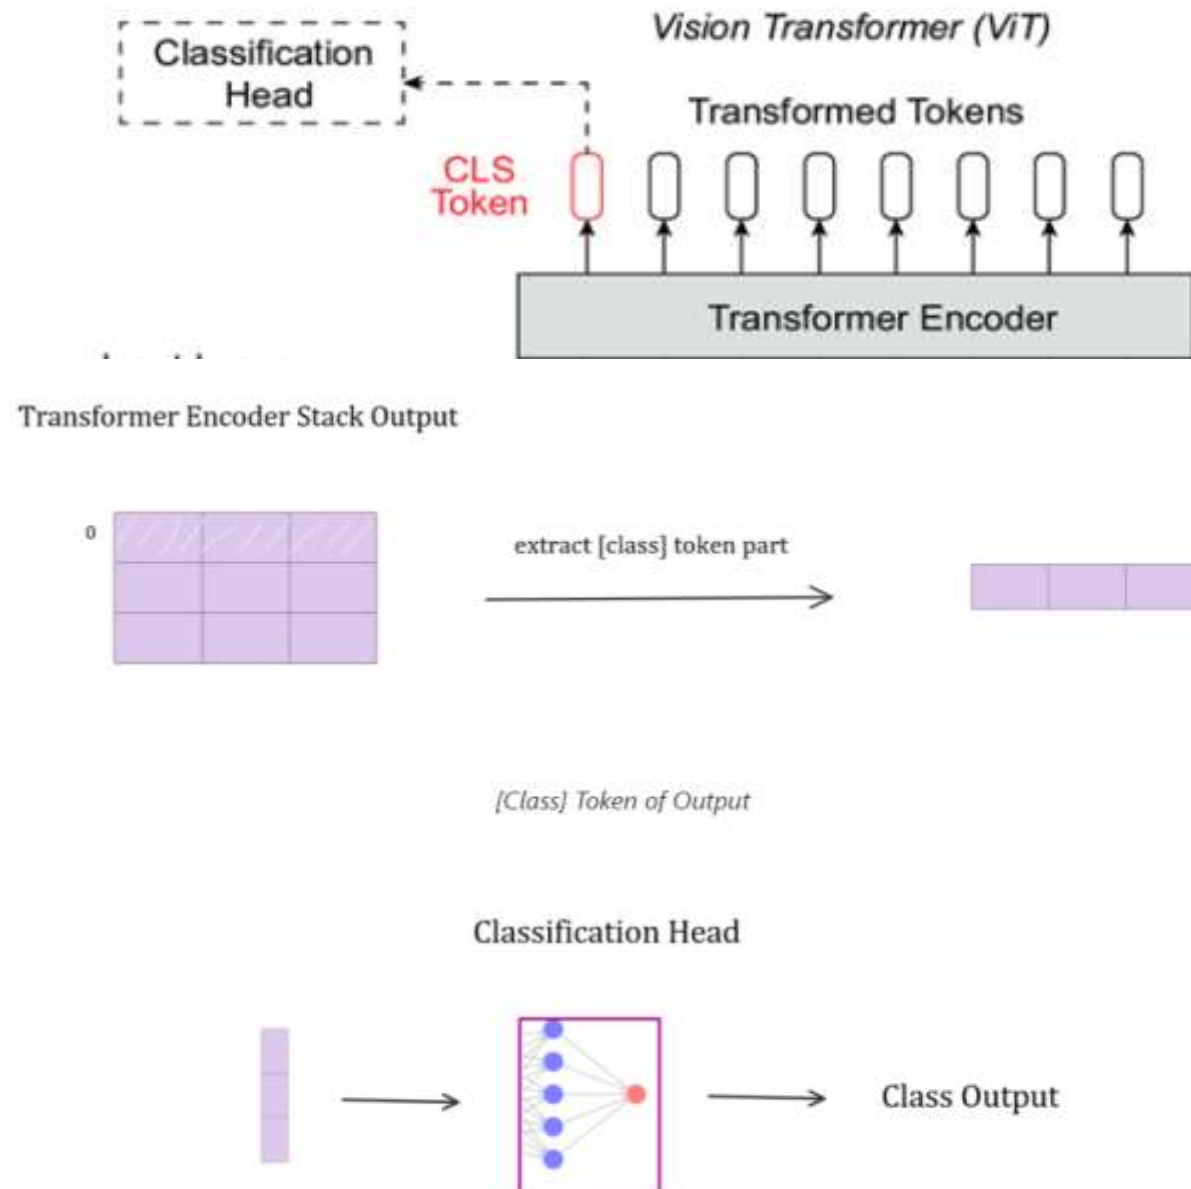 Vision Transformer (ViT)
Classification
Head
Transformed Tokens
CLS
Token
Transformer Encoder
Transformer Encoder Stack Output
0
extract [class] token part
[Class] Token of Output
Classification Head
Class Output